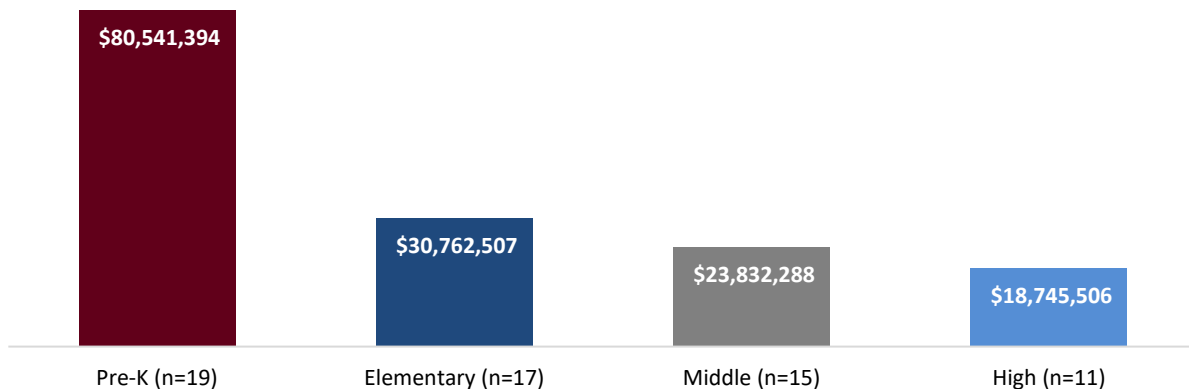 $80,541,394
$30,762,507
$23,832,288
$18,745,506
Pre-K (n=19)
Elementary (n=17)
Middle (n=15)
High (n=11)